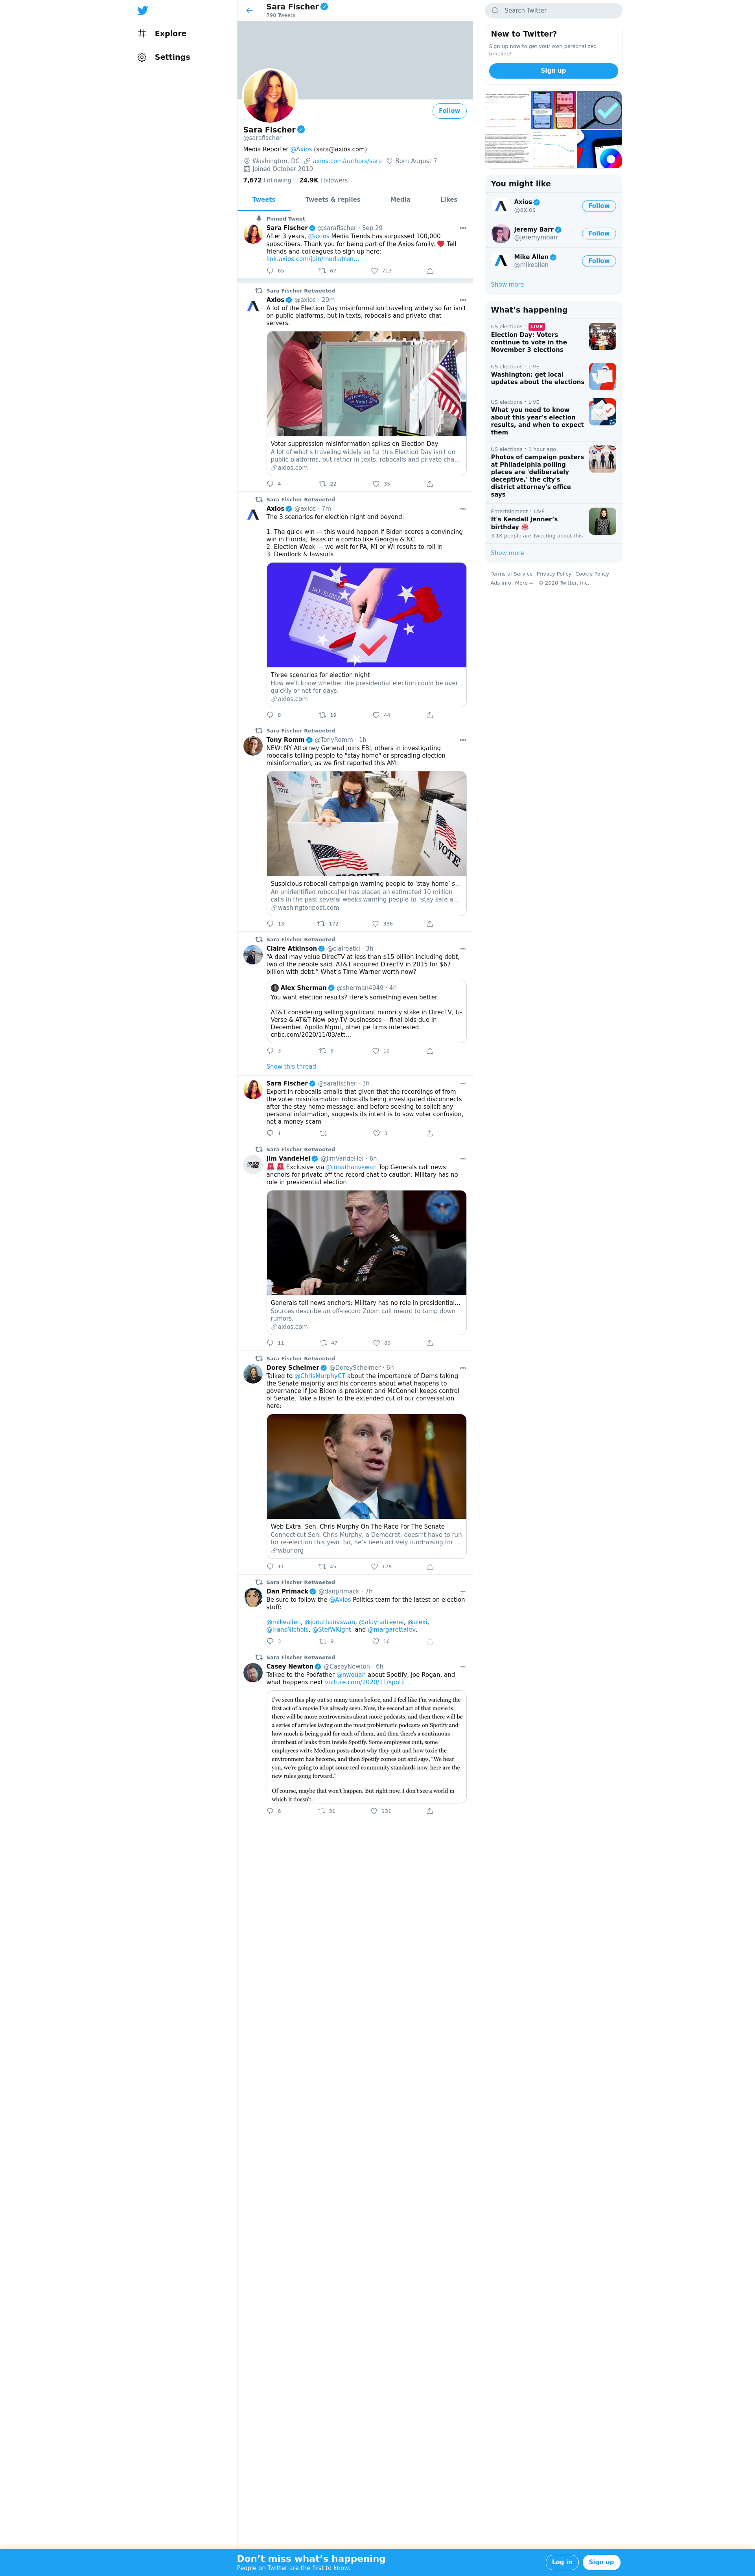 Explore
Settings
Sara Fischer
798 Tweets
Follow
Sara Fischer
@sarafischer
Media Reporter @Axios (sara@axios.com)
Washington, DC axios.com/authors/sara Born August 7
Joined October 2010
7,672 Following 24.9K Followers
Tweets Tweets & replies Media Likes
Pinned Tweet
Sara Fischer @sarafischer · Sep 29
After 3 years, @axios Media Trends has surpassed 100,000
subscribers. Thank you for being part of the Axios family. ❤️ Tell
friends and colleagues to sign up here:
link.axios.com/join/mediatren...
65 67 713
Sara Fischer Retweeted
Axios @axios · 29m
A lot of the Election Day misinformation traveling widely so far isn't
on public platforms, but in texts, robocalls and private chat
servers.
Vote!
Voter suppression misinformation spikes on Election Day
A lot of what's traveling widely so far this Election Day isn't on
public platforms, but rather in texts, robocalls and private cha...
axios.com
4 22 35
Sara Fischer Retweeted
Axios @axios · 7m
The 3 scenarios for election night and beyond:
1. The quick win — this would happen if Biden scores a convincing
win in Florida, Texas or a combo like Georgia & NC
2. Election Week — we wait for PA, MI or WI results to roll in
3. Deadlock & lawsuits
NOVEMBER
Three scenarios for election night
How we'll know whether the presidential election could be over
quickly or not for days.
axios.com
8 19 44
Sara Fischer Retweeted
Tony Romm @TonyRomm · 1h
NEW: NY Attorney General joins FBI, others in investigating
robocalls telling people to "stay home" or spreading election
misinformation, as we first reported this AM:
VOTE
VOTE
Suspicious robocall campaign warning people to 'stay home' s...
An unidentified robocaller has placed an estimated 10 million
calls in the past several weeks warning people to "stay safe a...
washingtonpost.com
13 172 336
Sara Fischer Retweeted
Claire Atkinson @claireatki · 3h
"A deal may value DirecTV at less than $15 billion including debt,
two of the people said. AT&T acquired DirecTV in 2015 for $67
billion with debt." What's Time Warner worth now?
Alex Sherman @sherman4949 · 4h
You want election results? Here's something even better.
AT&T considering selling significant minority stake in DirecTV, U-
Verse & AT&T Now pay-TV businesses -- final bids due in
December. Apollo Mgmt, other pe firms interested.
cnbc.com/2020/11/03/att...
3 8 12
Show this thread
Sara Fischer @sarafischer · 3h
Expert in robocalls emails that given that the recordings of from
the voter misinformation robocalls being investigated disconnects
after the stay home message, and before seeking to solicit any
personal information, suggests its intent is to sow voter confusion,
not a money scam
1 3
Sara Fischer Retweeted
Jim VandeHei @JimVandeHei · 6h
🚨 🚨 Exclusive via @jonathanvswan Top Generals call news
anchors for private off the record chat to caution: Military has no
role in presidential election
Generals tell news anchors: Military has no role in presidential...
Sources describe an off-record Zoom call meant to tamp down
rumors.
axios.com
11 47 89
Sara Fischer Retweeted
Dorey Scheimer @DoreyScheimer · 6h
Talked to @ChrisMurphyCT about the importance of Dems taking
the Senate majority and his concerns about what happens to
governance if Joe Biden is president and McConnell keeps control
of Senate. Take a listen to the extended cut of our conversation
here:
Web Extra: Sen. Chris Murphy On The Race For The Senate
Connecticut Sen. Chris Murphy, a Democrat, doesn't have to run
for re-election this year. So, he's been actively fundraising for ...
wbur.org
11 45 178
Sara Fischer Retweeted
Dan Primack @danprimack · 7h
Be sure to follow the @Axios Politics team for the latest on election
stuff:
@mikeallen, @jonathanvswan, @alaynatreene, @alexi,
@HansNichols, @StefWKight, and @margarettalev.
3 9 16
Sara Fischer Retweeted
Casey Newton @CaseyNewton · 6h
Talked to the Podfather @nwquah about Spotify, Joe Rogan, and
what happens next vulture.com/2020/11/spotif...
I've seen this play out so many times before, and I feel like I'm watching the
first act of a movie I've already seen. Now, the second act of that movie is:
there will be more controversies about more podcasts, and then there will be
a series of articles laying out the most problematic podcasts on Spotify and
how much is being paid for each of them, and then there's a continuous
drumbeat of leaks from inside Spotify. Some employees quit, some
employees write Medium posts about why they quit and how toxic the
environment has become, and then Spotify comes out and says, "We hear
you, we're going to adopt some real community standards now, here are the
new rules going forward."
Of course, maybe that won't happen. But right now, I don't see a world in
which it doesn't.
6 31 131
Search Twitter
New to Twitter?
Sign up now to get your own personalized
timeline!
Sign up
You might like
Axios
@axios
Follow
Jeremy Barr
@jeremymbarr
Follow
Mike Allen
@mikeallen
Follow
Show more
What's happening
US elections · LIVE
Election Day: Voters
continue to vote in the
November 3 elections
US elections · LIVE
Washington: get local
updates about the elections
US elections · LIVE
What you need to know
about this year's election
results, and when to expect
them
US elections · 1 hour ago
Photos of campaign posters
at Philadelphia polling
places are 'deliberately
deceptive,' the city's
district attorney's office
says
Entertainment · LIVE
It's Kendall Jenner's
birthday
3.1K people are Tweeting about this
Show more
Terms of Service Privacy Policy Cookie Policy
Ads info More © 2020 Twitter, Inc.
Don't miss what's happening
People on Twitter are the first to know.
Log in Sign up